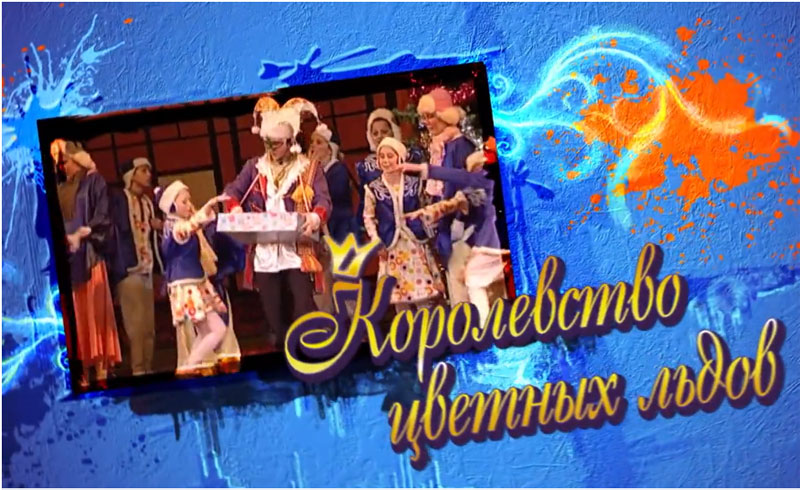 Королевство
цветных льдов